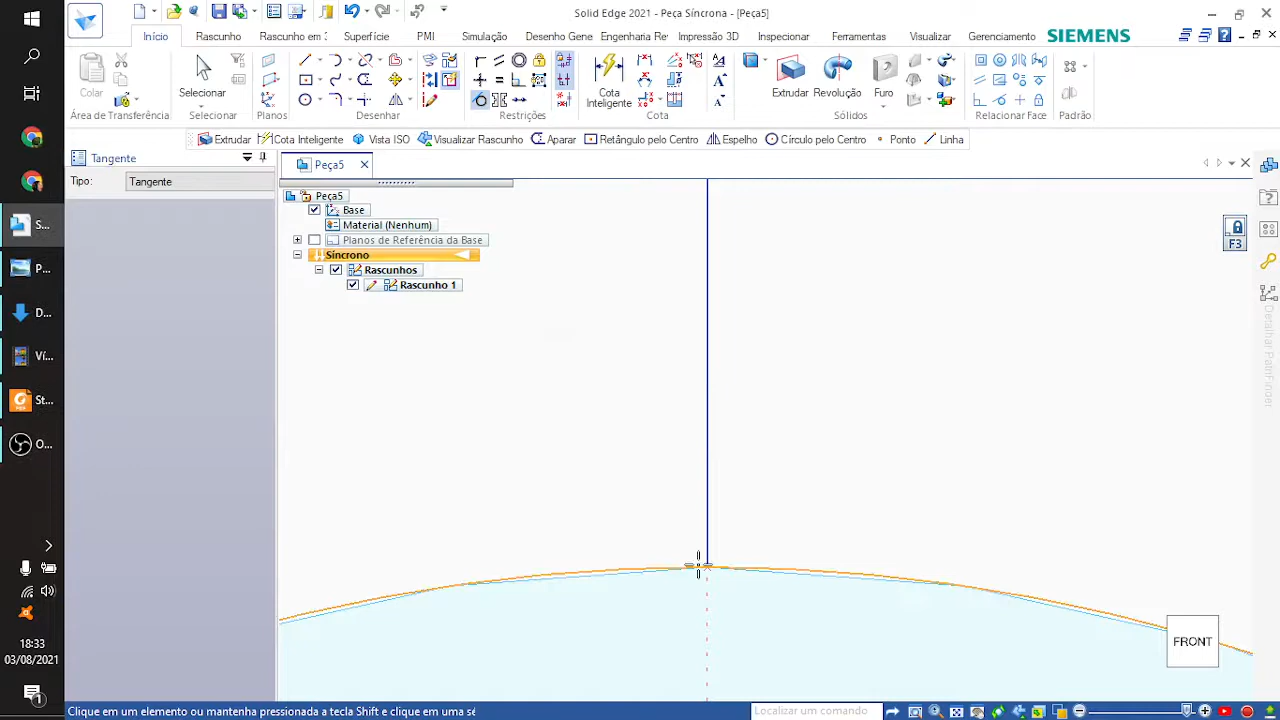 Solid Edge 2021 - Peça Síncrona - [Peça5]
Início
Rascunho
Rascunho em :
Superfície
PMI
Simulação
Desenho Gene
Engenharia Re
Impressão 3D
Inspecionar
Ferramentas
Visualizar
Gerenciamento
SIEMENS
Colar
Selecionar
Cota
Inteligente
Extrudar
Revolução
Furo
Área de Transferência
Selecionar
Planos
Desenhar
Restrições
Cota
Sólidos
Relacionar Face
Padrão
Extrudar
Cota Inteligente
Vista ISO
Visualizar Rascunho
Aparar
Retângulo pelo Centro
Espelho
Círculo pelo Centro
Ponto
Linha
Tangente
Peça5
Tipo:
Tangente
Peça5
Base
Material (Nenhum)
Planos de Referência da Base
Síncrono
Rascunhos
Rascunho 1
F3
Detalhar PathFinder
S...
P...
D...
Ví...
St...
O...
18:33
03/08/2021
1
FRONT
Clique em um elemento ou mantenha pressionada a tecla Shift e clique em uma sé
Localizar um comando